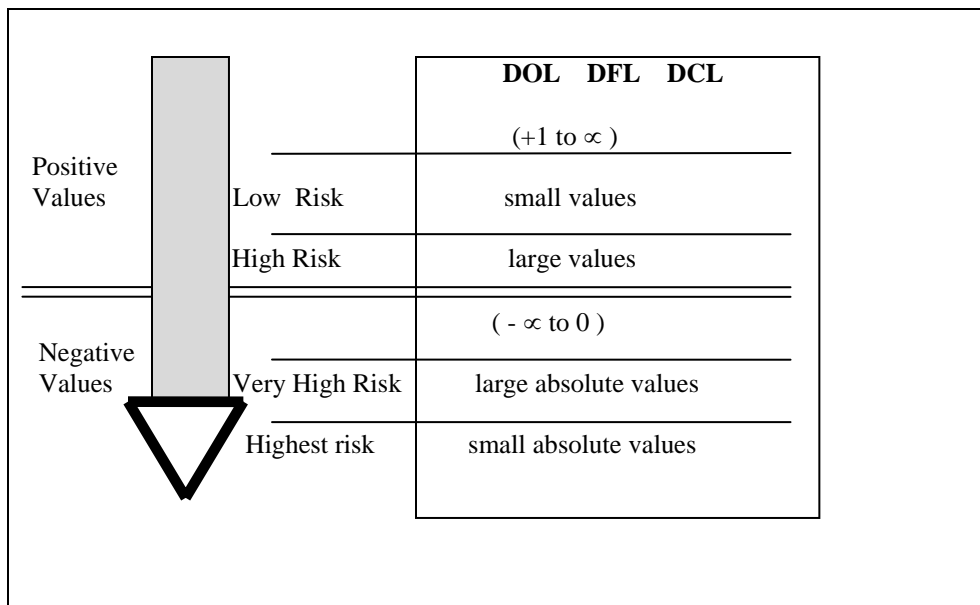 DOL DFL DCL
(+1 to ∝ )
Positive
Values
Low Risk small values
High Risk large values
( - ∝ to 0 )
Negative
Values
Very High Risk large absolute values
Highest risk small absolute values